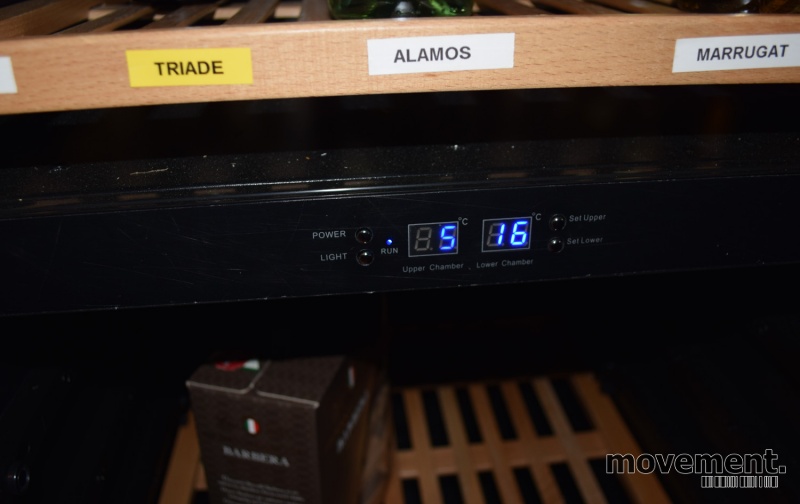 TRIADE
ALAMOS
MARRUGAT
POWER
LIGHT
RUN
5 °C
16 °C
Upper Chamber
Lower Chamber
Set Upper
Set Lower
BARBERA
movement.